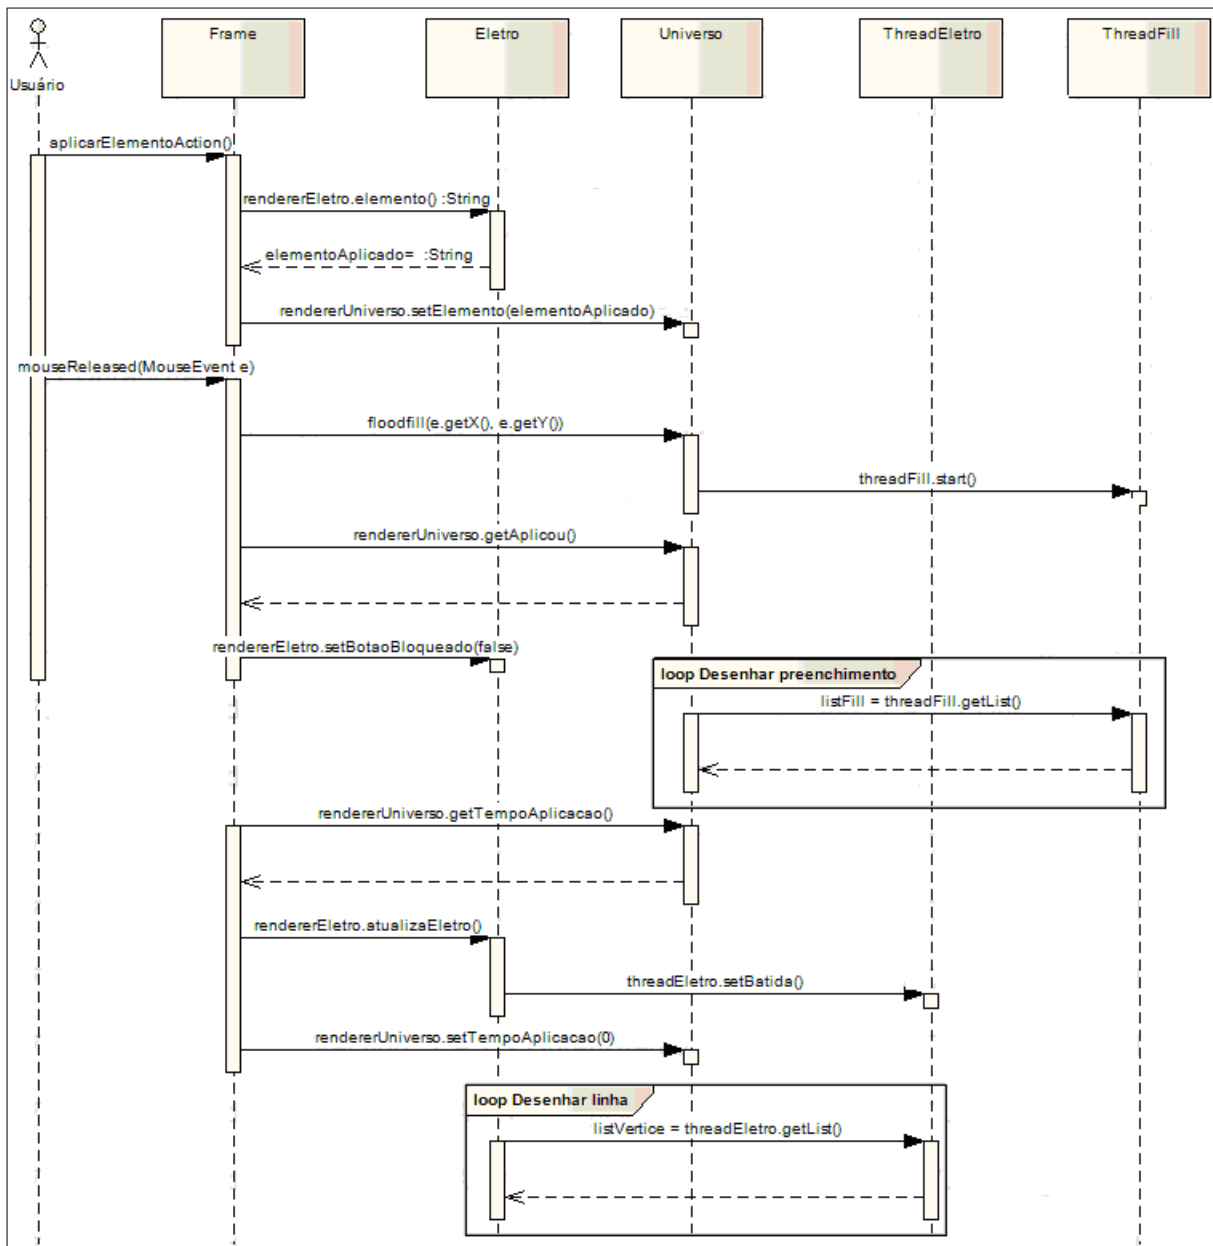 Frame
Eletro
Universo
ThreadEletro
ThreadFill
Usuário
aplicarElementoAction()
rendererEletro.elemento() :String
elementoAplicado= :String
rendererUniverso.setElemento(elementoAplicado)
mouseReleased(MouseEvent e)
floodfill(e.getX(), e.getY())
threadFill.start()
rendererUniverso.getAplicou()
rendererEletro.setBotaoBloqueado(false)
loop Desenhar preenchimento
listFill = threadFill.getList()
rendererUniverso.getTempoAplicacao()
rendererEletro.atualizaEletro()
threadEletro.setBatida()
rendererUniverso.setTempoAplicacao(0)
loop Desenhar linha
listVertice = threadEletro.getList()